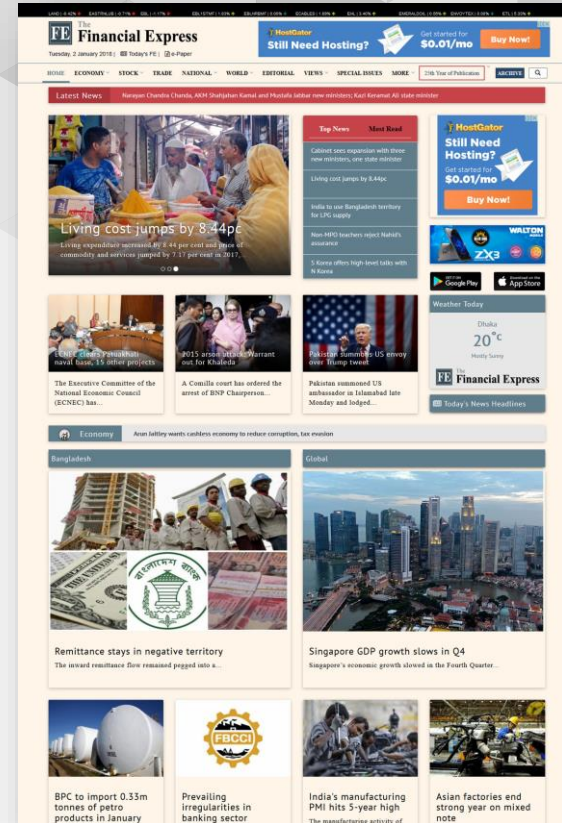 FE The Financial Express
Tuesday, 2 January 2018 | Today's FE | e-Paper
HostGator
Still Need Hosting?
Get started for
$0.01/mo
Buy Now!
HOME ECONOMY STOCK TRADE NATIONAL WORLD EDITORIAL VIEWS SPECIAL ISSUES MORE 25th Year of Publication ARCHIVE
Latest News Narayan Chandra Chanda, AKM Shahjahan Kamal and Mustafa Jabbar new ministers; Kazi Keramat Ali state minister
Living cost jumps by 8.44pc
Living expenditure increased by 8.44 per cent and price of
commodity and services jumped by 7.17 per cent in 2017,
Top News Most Read
Cabinet sees expansion with three
new ministers, one state minister
Living cost jumps by 8.44pc
India to use Bangladesh territory
for LPG supply
Non-MPO teachers reject Nahid's
assurance
S Korea offers high-level talks with
N Korea
HostGator
Still Need
Hosting?
Get started for
$0.01/mo
Buy Now!
WALTON
ZX3
GET IT ON
Google Play
Download on the
App Store
ECNEC clears Patuakhali
naval base, 15 other projects
The Executive Committee of the
National Economic Council
(ECNEC) has...
2015 arson attack: Warrant
out for Khaleda
A Comilla court has ordered the
arrest of BNP Chairperson...
Pakistan summons US envoy
over Trump tweet
Pakistan summoned US
ambassador in Islamabad late
Monday and lodged...
Weather Today
Dhaka
20°c
Mostly Sunny
FE The Financial Express
Today's News Headlines
Economy Arun Jaitley wants cashless economy to reduce corruption, tax evasion
Bangladesh
THE UNITED
বাংলাদেশ ব্যাংক
Remittance stays in negative territory
The inward remittance flow remained pegged into a...
Global
Singapore GDP growth slows in Q4
Singapore's economic growth slowed in the Fourth Quarter...
BPC to import 0.33m
tonnes of petro
products in January
FBCCI
Prevailing
irregularities in
banking sector
India's manufacturing
PMI hits 5-year high
The manufacturing activity of
Asian factories end
strong year on mixed
note